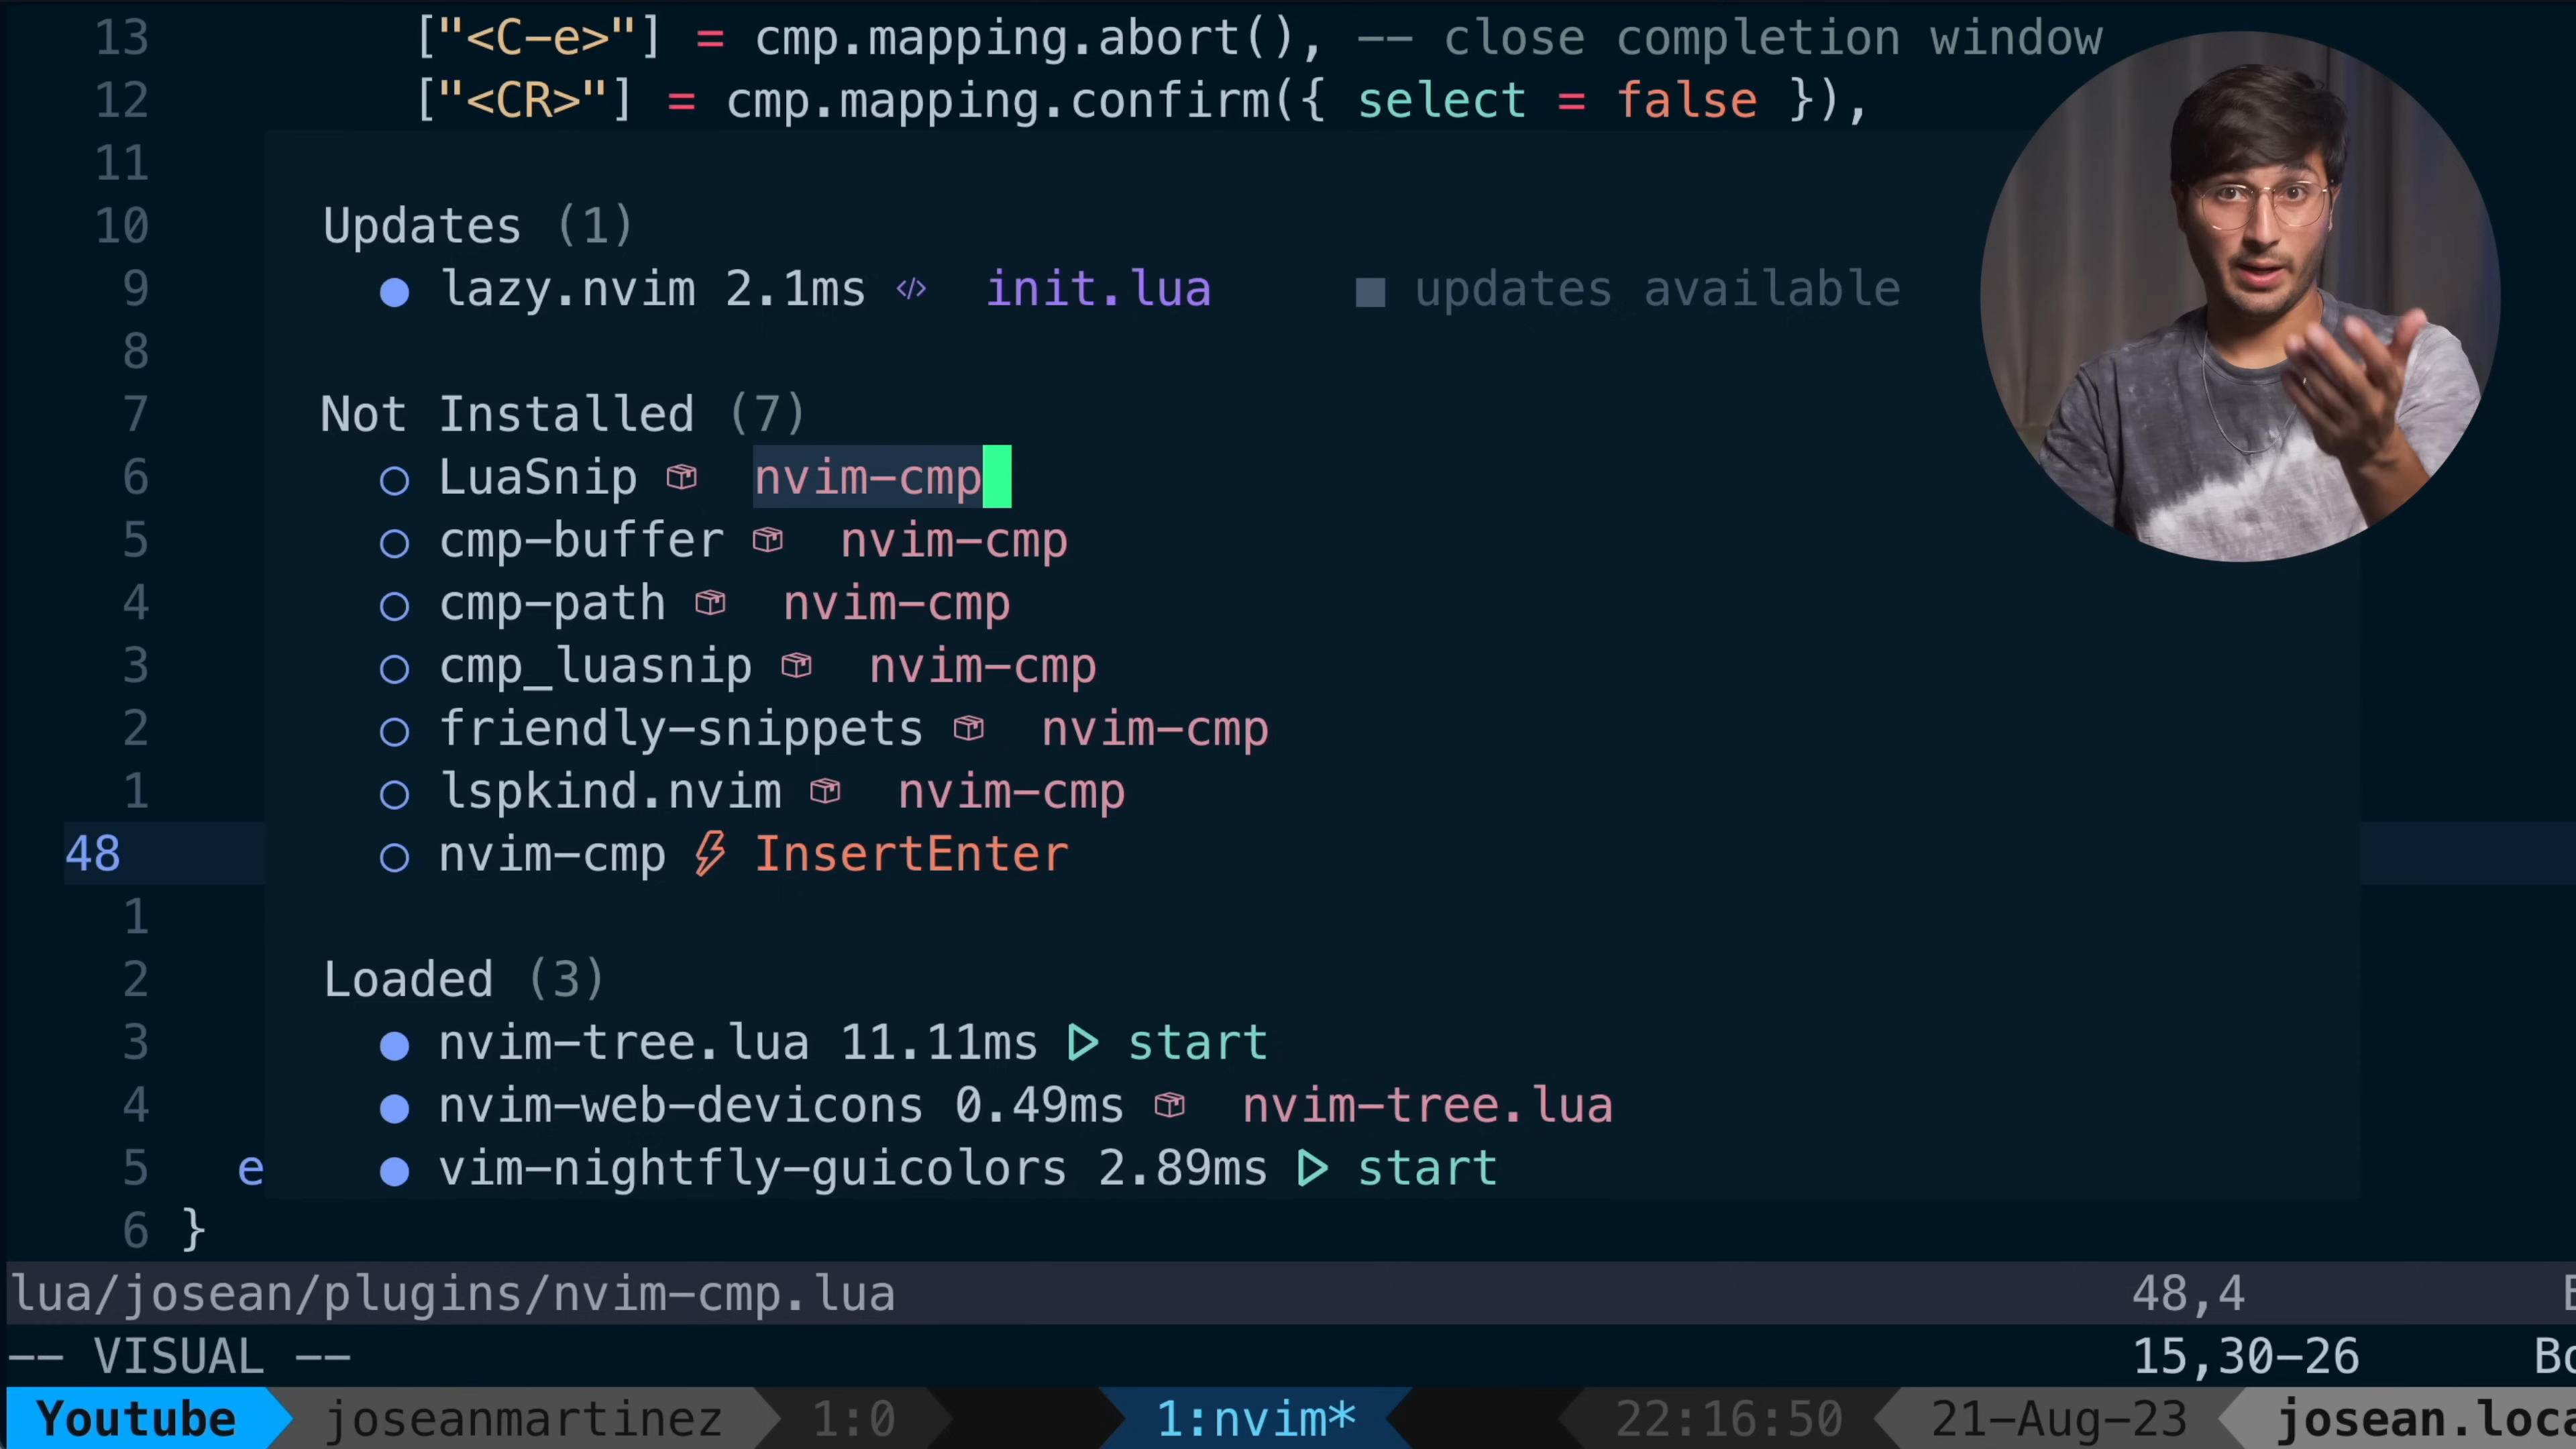 13 ["<C-e>"] = cmp.mapping.abort(), -- close completion window
12 ["<CR>"] = cmp.mapping.confirm({ select = false }),
11
10 Updates (1)
9 ● lazy.nvim 2.1ms </> init.lua ■ updates available
8
7 Not Installed (7)
6 ○ LuaSnip nvim-cmp
5 ○ cmp-buffer nvim-cmp
4 ○ cmp-path nvim-cmp
3 ○ cmp_luasnip nvim-cmp
2 ○ friendly-snippets nvim-cmp
1 ○ lspkind.nvim nvim-cmp
48 ○ nvim-cmp InsertEnter
1
2 Loaded (3)
3 ● nvim-tree.lua 11.11ms ▷ start
4 ● nvim-web-devicons 0.49ms nvim-tree.lua
5 e ● vim-nightfly-guicolors 2.89ms ▷ start
6 }
lua/josean/plugins/nvim-cmp.lua 48,4
-- VISUAL -- 15,30-26 Bo
Youtube joseanmartinez 1:0 1:nvim* 22:16:50 21-Aug-23 josean.loca